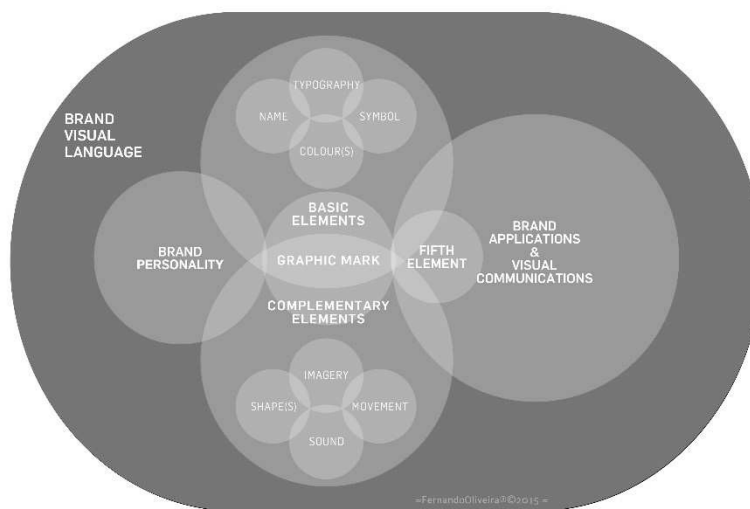 BRAND
VISUAL
LANGUAGE
TYPOGRAPHY
NAME
SYMBOL
COLOUR(S)
BASIC
ELEMENTS
BRAND
PERSONALITY
GRAPHIC MARK
FIFTH
ELEMENT
BRAND
APPLICATIONS
&
VISUAL
COMMUNICATIONS
COMPLEMENTARY
ELEMENTS
IMAGERY
SHAPE(S)
MOVEMENT
SOUND
=FernandoOliveira®©2015 =